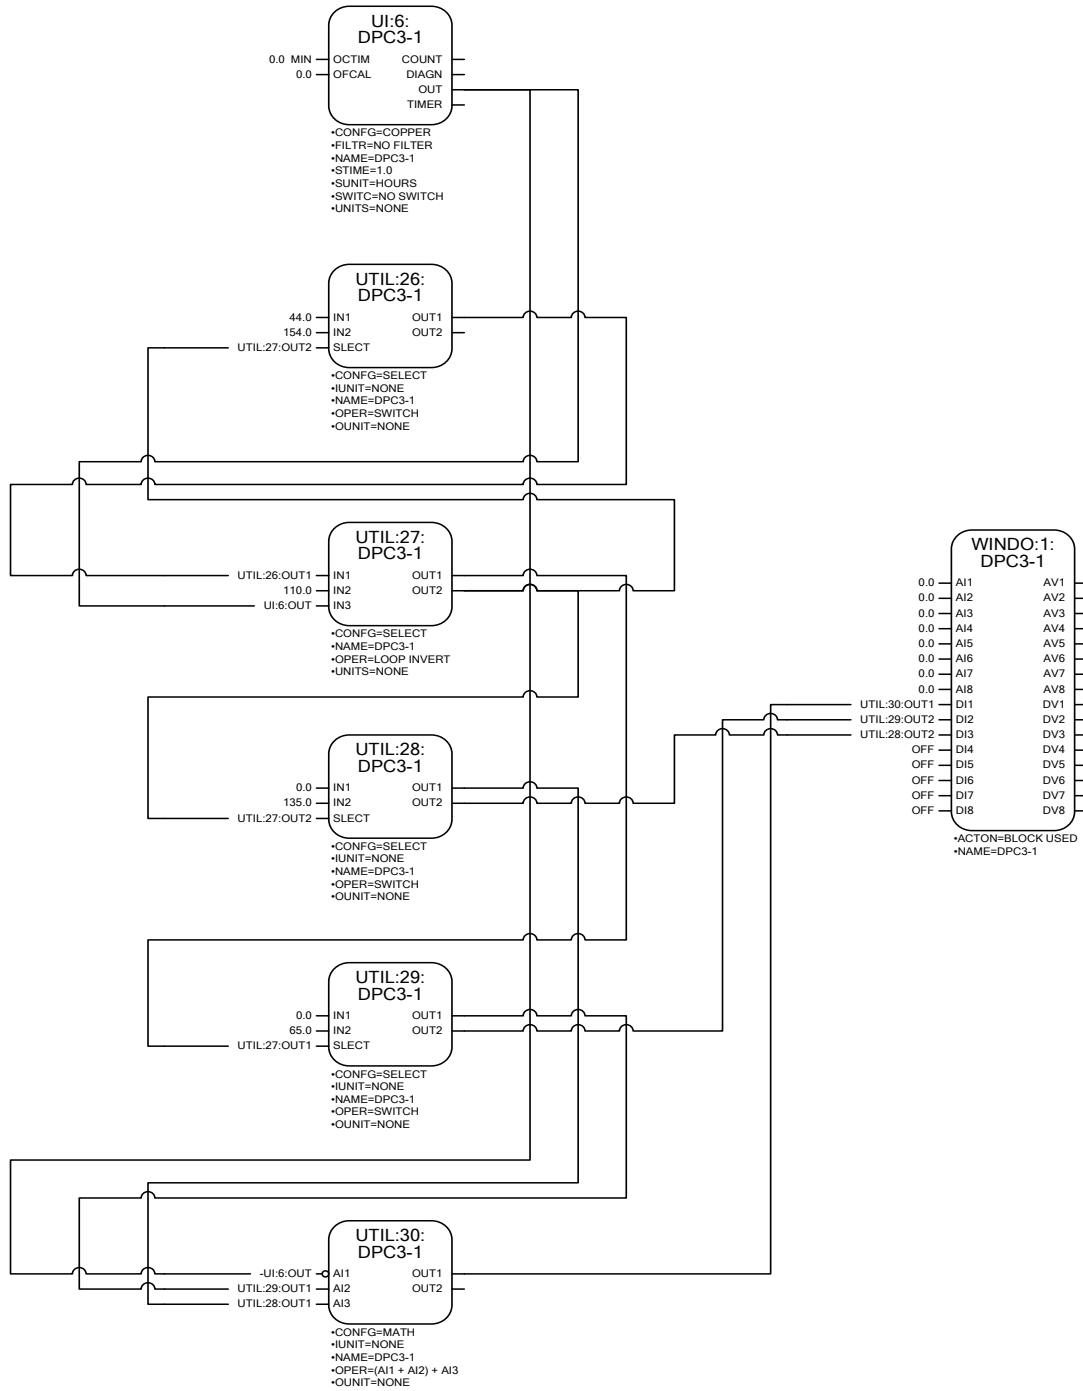 UI:6:
DPC3-1
0.0 MIN OCTIM COUNT
0.0 OFCAL DIAGN
OUT
TIMER
•CONFG=COPPER
•FILTR=NO FILTER
•NAME=DPC3-1
•STIME=1.0
•SUNIT=HOURS
•SWITC=NO SWITCH
•UNITS=NONE
UTIL:26:
DPC3-1
44.0 IN1 OUT1
154.0 IN2 OUT2
UTIL:27:OUT2 SLECT
•CONFG=SELECT
•IUNIT=NONE
•NAME=DPC3-1
•OPER=SWITCH
•OUNIT=NONE
UTIL:27:
DPC3-1
UTIL:26:OUT1 IN1 OUT1
110.0 IN2 OUT2
UI:6:OUT IN3
•CONFG=SELECT
•NAME=DPC3-1
•OPER=LOOP INVERT
•UNITS=NONE
UTIL:28:
DPC3-1
0.0 IN1 OUT1
135.0 IN2 OUT2
UTIL:27:OUT2 SLECT
•CONFG=SELECT
•IUNIT=NONE
•NAME=DPC3-1
•OPER=SWITCH
•OUNIT=NONE
UTIL:29:
DPC3-1
0.0 IN1 OUT1
65.0 IN2 OUT2
UTIL:27:OUT1 SLECT
•CONFG=SELECT
•IUNIT=NONE
•NAME=DPC3-1
•OPER=SWITCH
•OUNIT=NONE
UTIL:30:
DPC3-1
-UI:6:OUT AI1 OUT1
UTIL:29:OUT1 AI2 OUT2
UTIL:28:OUT1 AI3
•CONFG=MATH
•IUNIT=NONE
•NAME=DPC3-1
•OPER=(AI1 + AI2) + AI3
•OUNIT=NONE
WINDO:1:
DPC3-1
0.0 AI1 AV1
0.0 AI2 AV2
0.0 AI3 AV3
0.0 AI4 AV4
0.0 AI5 AV5
0.0 AI6 AV6
0.0 AI7 AV7
0.0 AI8 AV8
UTIL:30:OUT1 DI1 DV1
UTIL:29:OUT2 DI2 DV2
UTIL:28:OUT2 DI3 DV3
OFF DI4 DV4
OFF DI5 DV5
OFF DI6 DV6
OFF DI7 DV7
OFF DI8 DV8
•ACTON=BLOCK USED
•NAME=DPC3-1